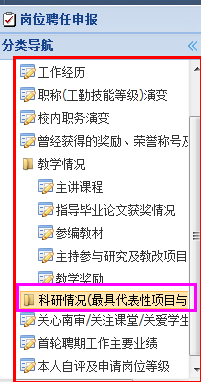 岗位聘任申报
分类导航
工作经历
职称(工勤技能等级)演变
校内职务演变
曾经获得的奖励、荣誉称号及
教学情况
主讲课程
指导毕业论文获奖情况
参编教材
主持参与研究及教改项目
教学奖励
科研情况(最具代表性项目与
关心南审/关注课堂/关爱学生
首轮聘期工作主要业绩
本人自评及申请岗位等级